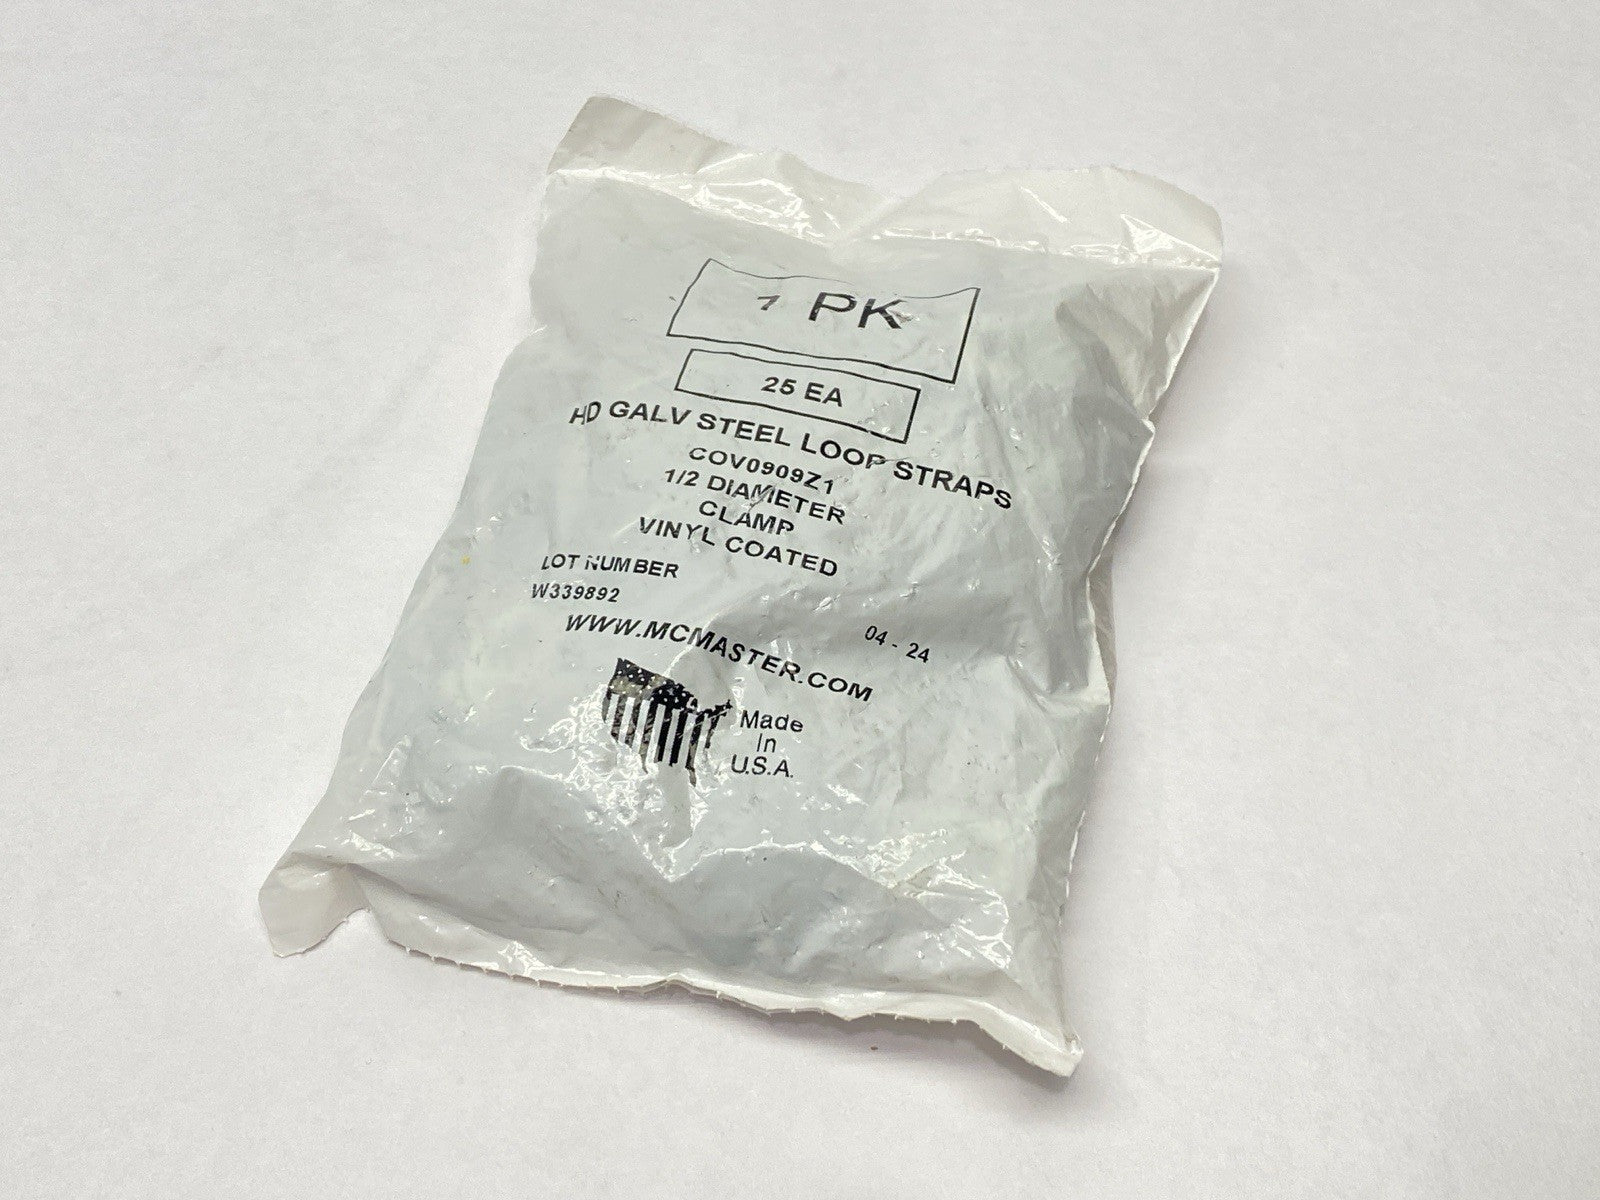 1 PK
25 EA
HD GALV STEEL LOOP STRAPS
COV0909Z1
1/2 DIAMETER
CLAMP
VINYL COATED
LOT NUMBER
W339892
04 - 24
WWW.MCMASTER.COM
Made
In
U.S.A.